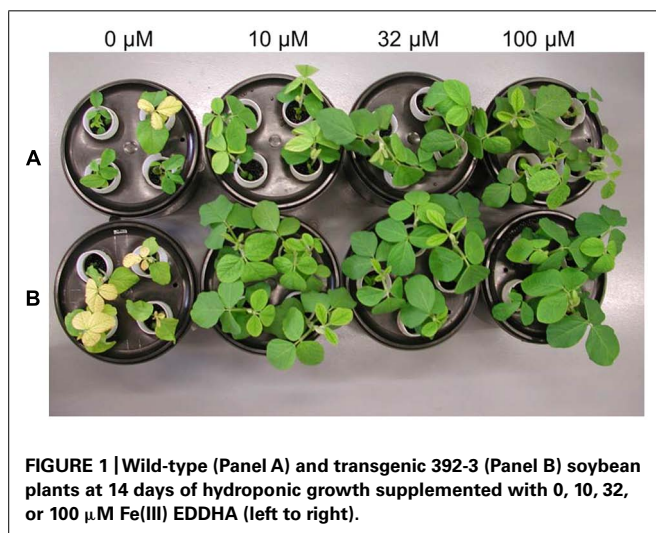 0 µM 10 µM 32 µM 100 µM
A
B
FIGURE 1 | Wild-type (Panel A) and transgenic 392-3 (Panel B) soybean
plants at 14 days of hydroponic growth supplemented with 0, 10, 32,
or 100 µM Fe(III) EDDHA (left to right).